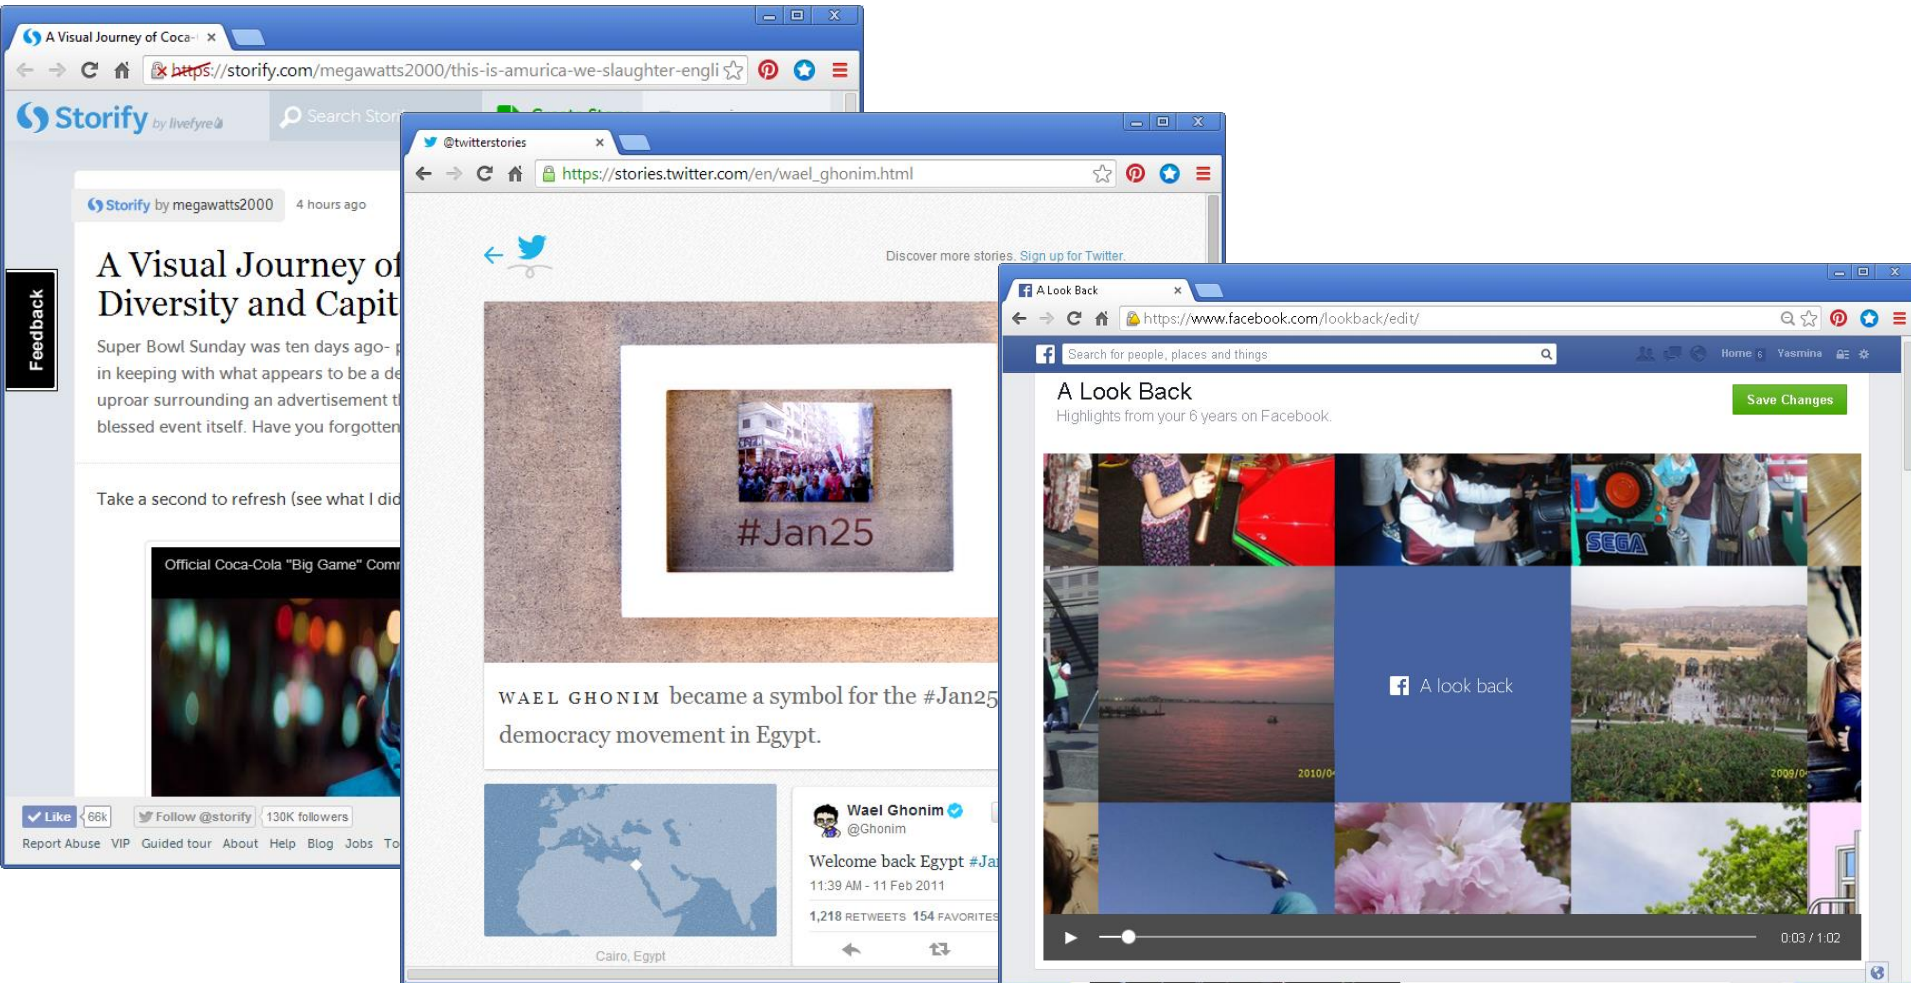 A Visual Journey of Coca-
https://storify.com/megawatts2000/this-is-amurica-we-slaughter-engli
Storify by livefyre
Search Stor
Storify by megawatts2000
4 hours ago
A Visual Journey of
Diversity and Capit
Super Bowl Sunday was ten days ago-
in keeping with what appears to be a de
uproar surrounding an advertisement t
blessed event itself. Have you forgotten
Feedback
Take a second to refresh (see what I did
Official Coca-Cola "Big Game" Com
Like 66k
Follow @storify 130K followers
Report Abuse VIP Guided tour About Help Blog Jobs To
@twitterstories
https://stories.twitter.com/en/wael_ghonim.html
Discover more stories. Sign up for Twitter.
#Jan25
WAEL GHONIM became a symbol for the #Jan25
democracy movement in Egypt.
Cairo, Egypt
Wael Ghonim
@Ghonim
Welcome back Egypt #Ja
11:39 AM - 11 Feb 2011
1,218 RETWEETS 154 FAVORITES
A Look Back
https://www.facebook.com/lookback/edit/
Search for people, places and things
Home 6 Yasmina
A Look Back
Highlights from your 6 years on Facebook.
Save Changes
SEGA
A look back
2010/0
2009/0
0:03 / 1:02